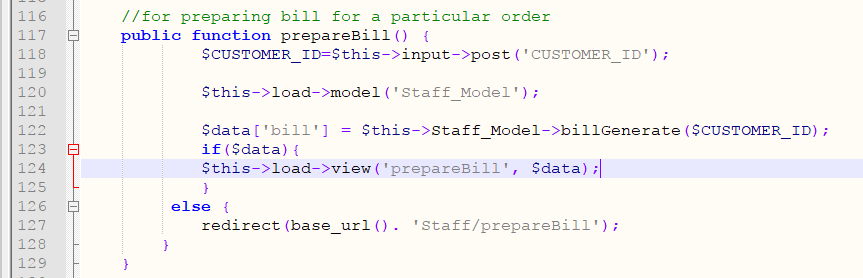 116 //for preparing bill for a particular order
117 public function prepareBill() {
118 $CUSTOMER_ID=$this->input->post('CUSTOMER_ID');
119
120 $this->load->model('Staff_Model');
121
122 $data['bill'] = $this->Staff_Model->billGenerate($CUSTOMER_ID);
123 if($data){
124 $this->load->view('prepareBill', $data);
125 }
126 else {
127 redirect(base_url(). 'Staff/prepareBill');
128 }
129 }